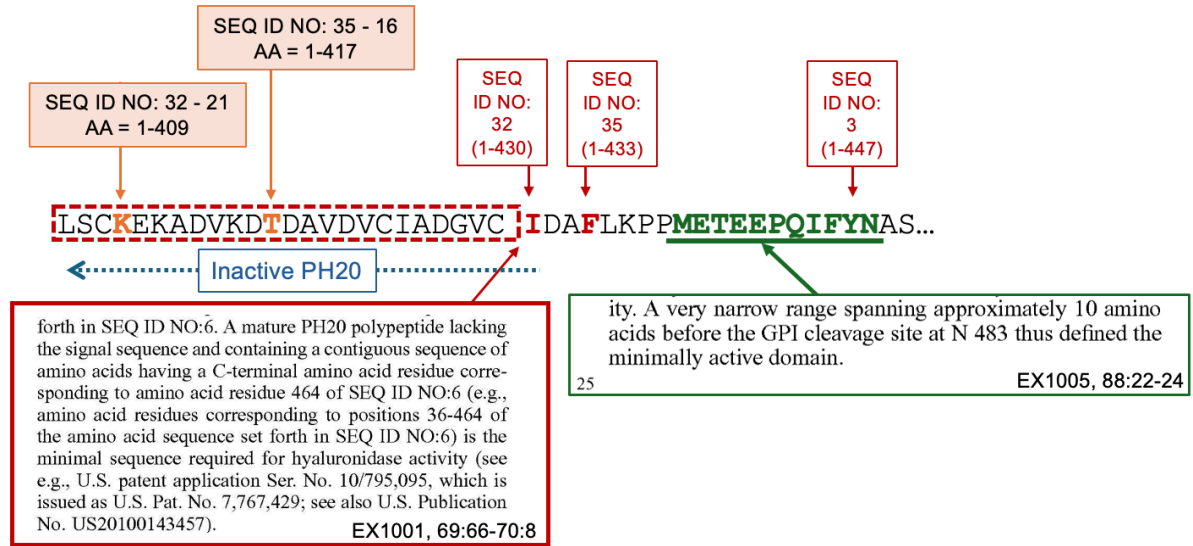 SEQ ID NO: 35 - 16
AA = 1-417
SEQ ID NO: 32 - 21
AA = 1-409
SEQ
ID NO:
32
(1-430)
SEQ
ID NO:
35
(1-433)
SEQ
ID NO:
3
(1-447)
LSCKEKADVKDTDAVDVCIADGVC IDAFLKPPMETEEPQIFYNAS...
Inactive PH20
forth in SEQ ID NO:6. A mature PH20 polypeptide lacking
the signal sequence and containing a contiguous sequence of
amino acids having a C-terminal amino acid residue corre-
sponding to amino acid residue 464 of SEQ ID NO:6 (e.g.,
amino acid residues corresponding to positions 36-464 of
the amino acid sequence set forth in SEQ ID NO:6) is the
minimal sequence required for hyaluronidase activity (see
e.g., U.S. patent application Ser. No. 10/795,095, which is
issued as U.S. Pat. No. 7,767,429; see also U.S. Publication
No. US20100143457).
EX1001, 69:66-70:8
ity. A very narrow range spanning approximately 10 amino
acids before the GPI cleavage site at N 483 thus defined the
minimally active domain.
25
EX1005, 88:22-24